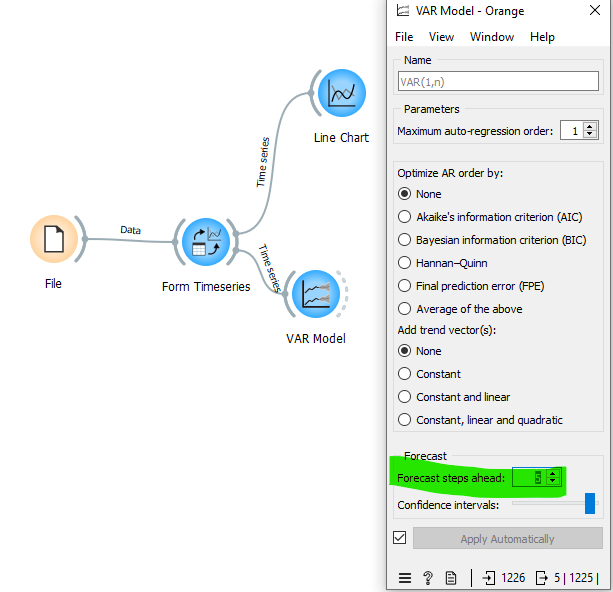 VAR Model - Orange
File View Window Help
Name
VAR(1,n)
Parameters
Maximum auto-regression order: 1
Optimize AR order by:
None
Akaike's information criterion (AIC)
Bayesian information criterion (BIC)
Hannan–Quinn
Final prediction error (FPE)
Average of the above
Add trend vector(s):
None
Constant
Constant and linear
Constant, linear and quadratic
Forecast
Forecast steps ahead: 5
Confidence intervals:
Apply Automatically
? 1226 5 | 1225 |
Line Chart
Time series
Data
File
Form Timeseries
Time series
VAR Model